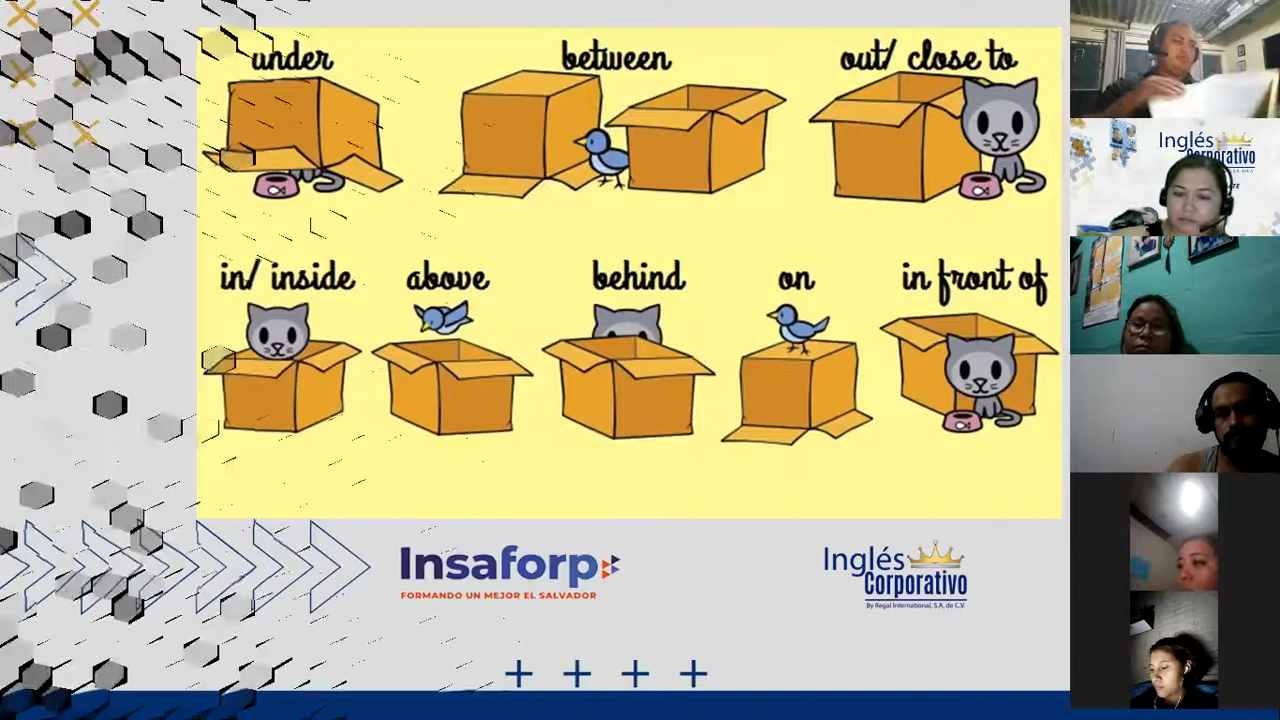 under between out/ close to
in/ inside above behind on in front of
Insaforp
FORMANDO UN MEJOR EL SALVADOR
Inglés
Corporativo
By Regal International, S.A. de C.V.
Inglés
Corporativo